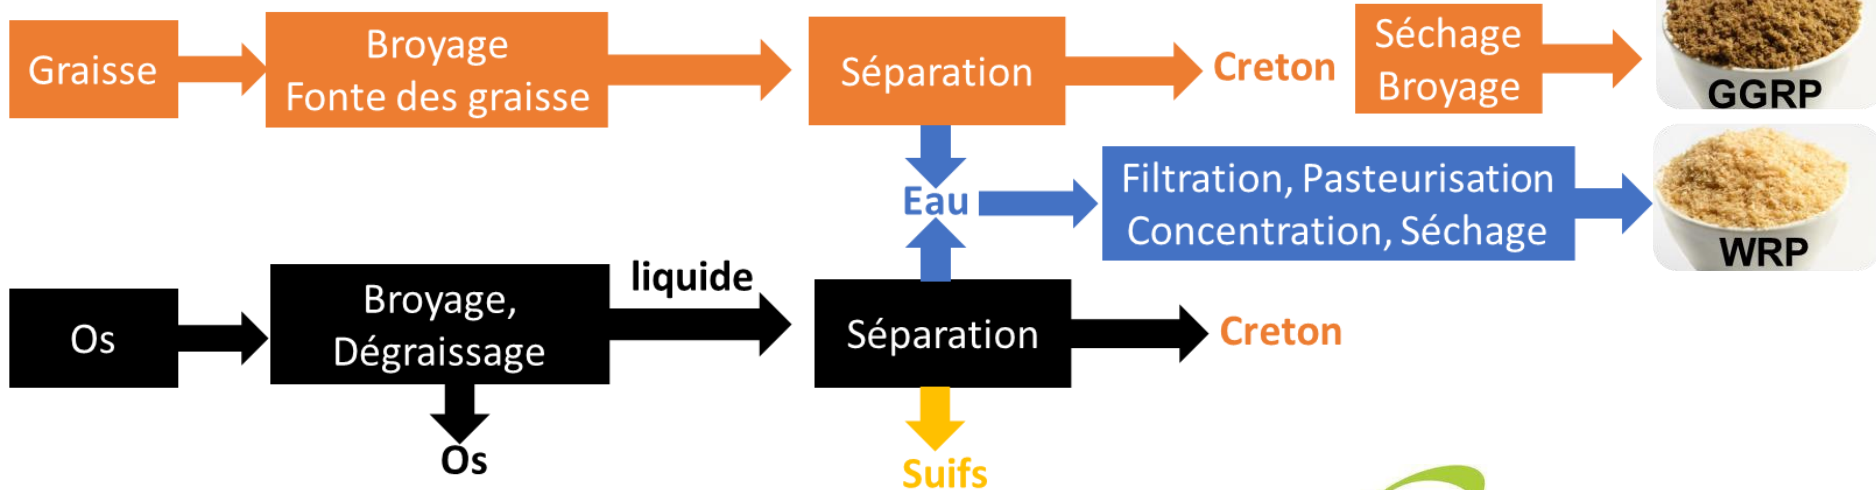 Graisse
Broyage
Fonte des graisse
Séparation
Creton
Séchage
Broyage
GGRP
Eau
Filtration, Pasteurisation
Concentration, Séchage
WRP
Os
Broyage,
Dégraissage
liquide
Séparation
Creton
Os
Suifs